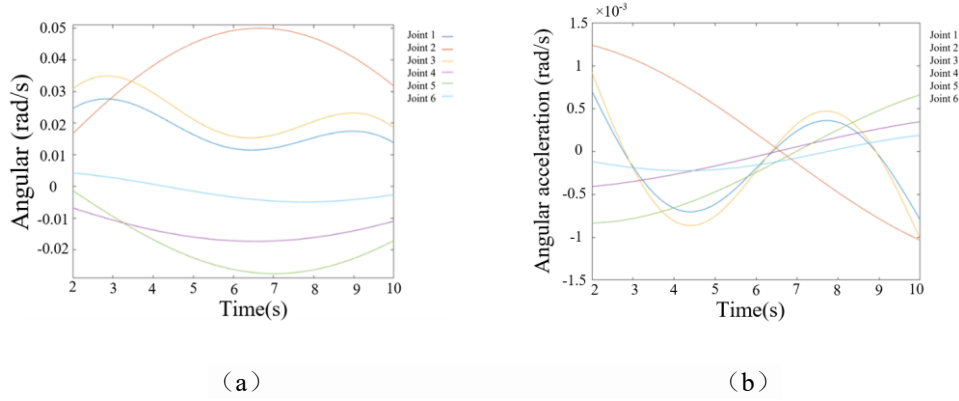 0.05
0.04
0.03
0.02
0.01
0
-0.01
-0.02
Angular (rad/s)
2 3 4 5 6 7 8 9 10
Time(s)
Joint 1
Joint 2
Joint 3
Joint 4
Joint 5
Joint 6
(a)
×10⁻³
1.5
1
0.5
0
-0.5
-1
-1.5
Angular acceleration (rad/s)
2 3 4 5 6 7 8 9 10
Time(s)
Joint 1
Joint 2
Joint 3
Joint 4
Joint 5
Joint 6
(b)